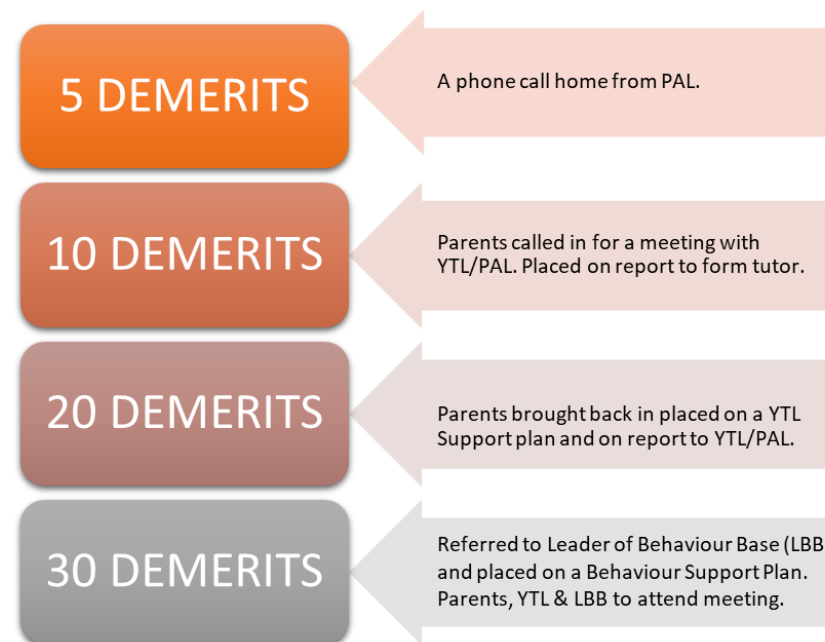 5 DEMERITS
A phone call home from PAL.
10 DEMERITS
Parents called in for a meeting with
YTL/PAL. Placed on report to form tutor.
20 DEMERITS
Parents brought back in placed on a YTL
Support plan and on report to YTL/PAL.
30 DEMERITS
Referred to Leader of Behaviour Base (LBB
and placed on a Behaviour Support Plan.
Parents, YTL & LBB to attend meeting.